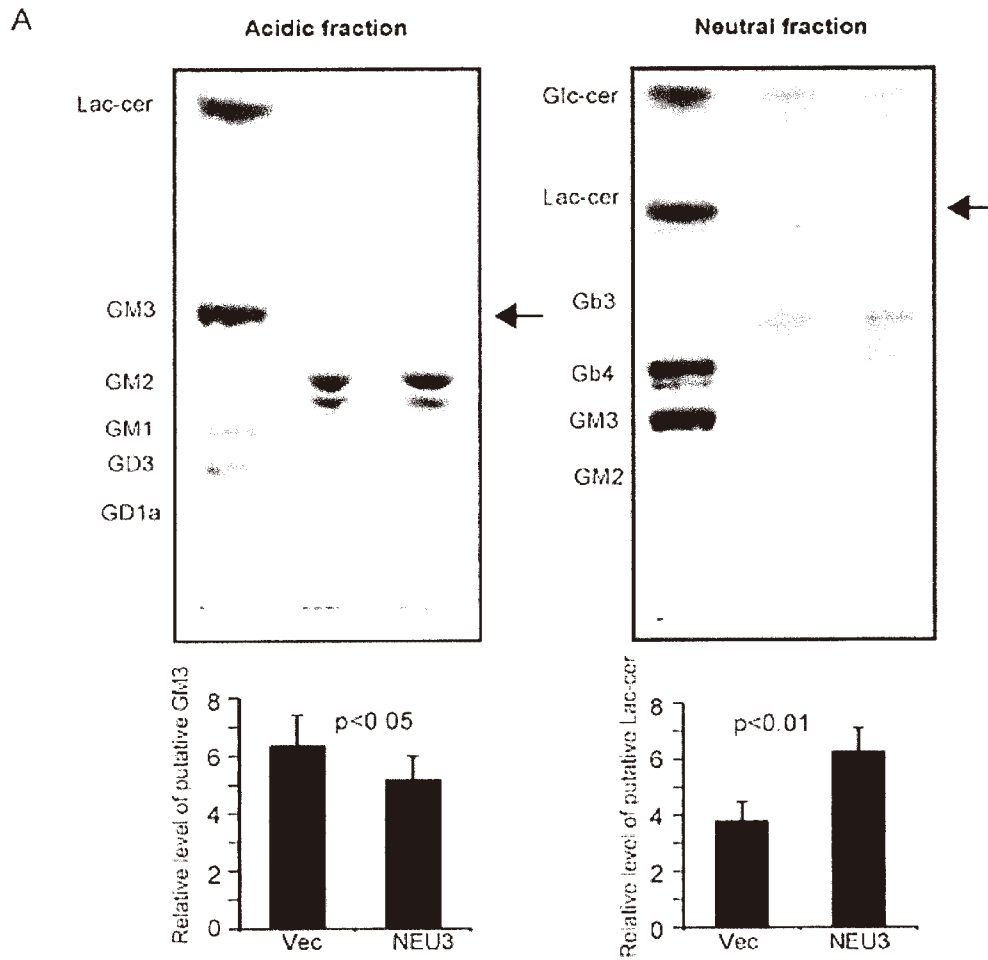 A
Acidic fraction
Lac-cer
GM3
GM2
GM1
GD3
GD1a
Relative level of putative GM3
8
6
4
2
0
p<0 05
Vec
NEU3
Neutral fraction
Glc-cer
Lac-cer
Gb3
Gb4
GM3
GM2
Relative level of putative Lac-cer
8
6
4
2
0
p<0.01
Vec
NEU3